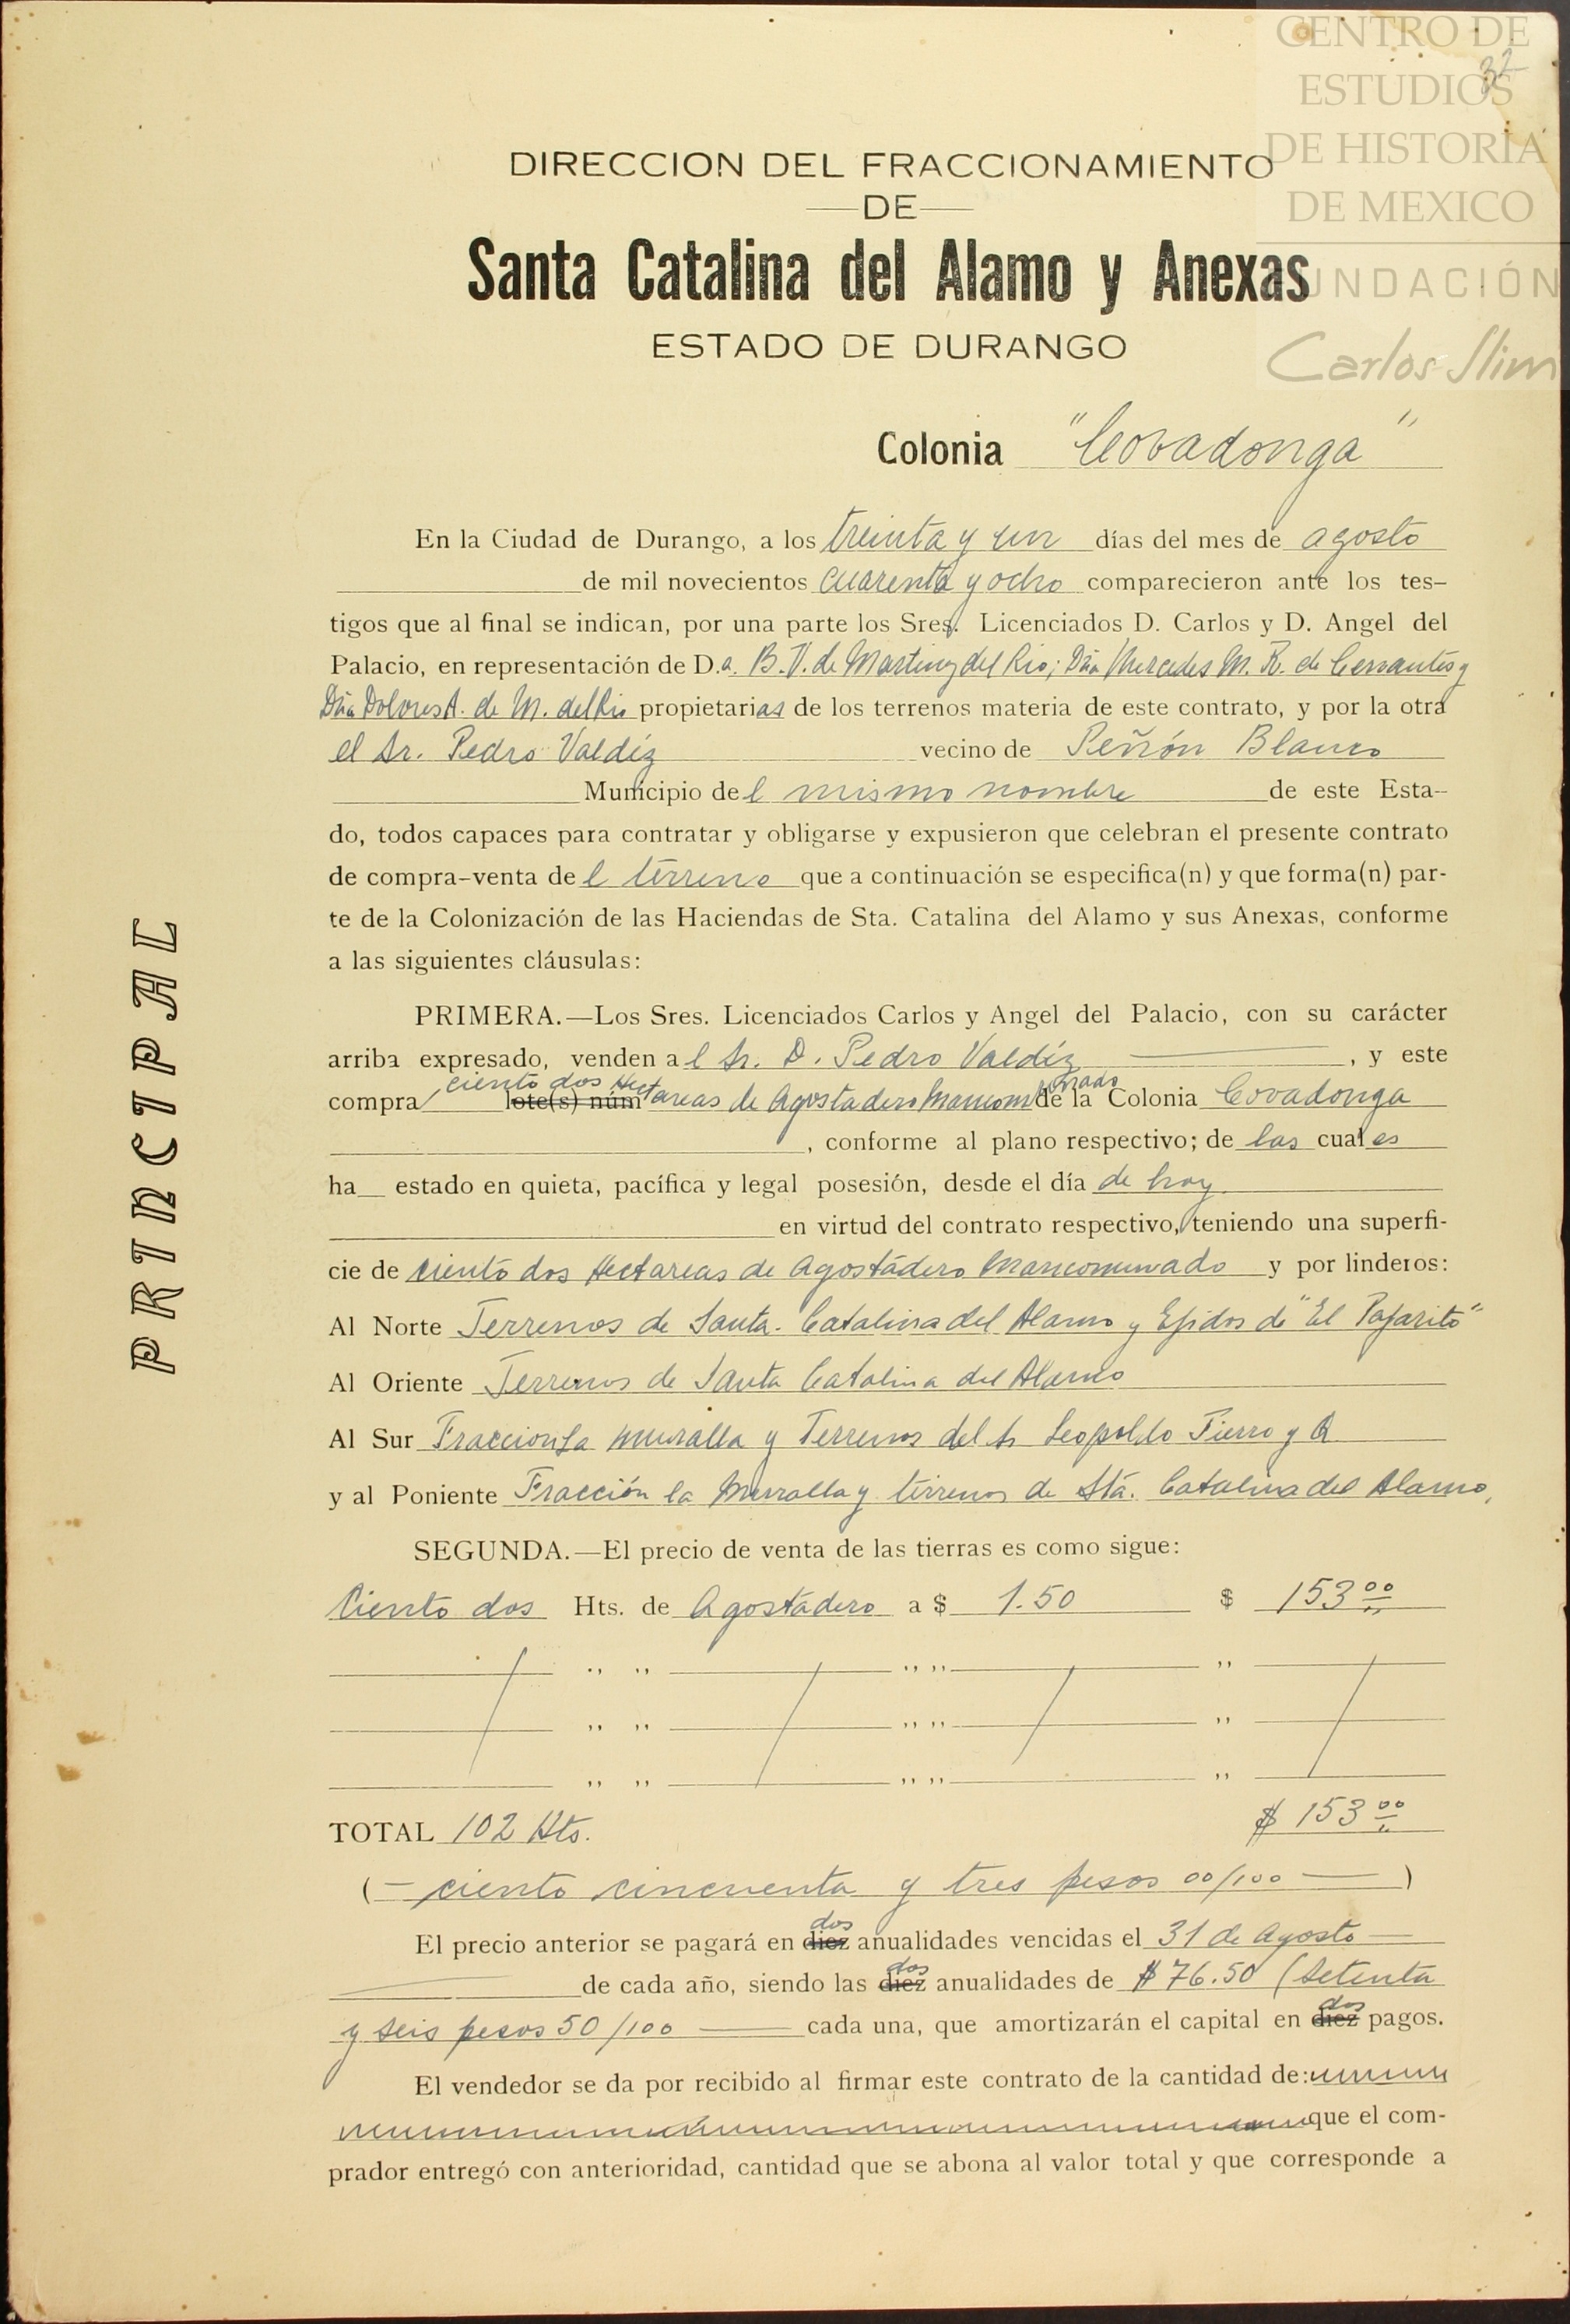 CENTRO DE
ESTUDIOS
DE HISTORIA
DE MEXICO
FUNDACIÓN
Carlos Slim
32
DIRECCION DEL FRACCIONAMIENTO
DE
Santa Catalina del Alamo y Anexas
ESTADO DE DURANGO
Colonia "Covadonga"
PRINCIPAL
En la Ciudad de Durango, a los treinta y un días del mes de agosto
de mil novecientos cuarenta y ocho comparecieron ante los tes-
tigos que al final se indican, por una parte los Sres. Licenciados D. Carlos y D. Angel del
Palacio, en representación de D.a. B. V. de Martinez del Rio; Dña Mercedes M. R. de Cervantes y
Dña Dolores A. de M. del Rio propietarias de los terrenos materia de este contrato, y por la otra
el Sr. Pedro Valdíz vecino de Peñón Blanco
Municipio del mismo nombre de este Esta-
do, todos capaces para contratar y obligarse y expusieron que celebran el presente contrato
de compra-venta del terreno que a continuación se especifica(n) y que forma(n) par-
te de la Colonización de las Haciendas de Sta. Catalina del Alamo y sus Anexas, conforme
a las siguientes cláusulas:
PRIMERA.—Los Sres. Licenciados Carlos y Angel del Palacio, con su carácter
arriba expresado, venden al Sr. D. Pedro Valdíz , y este
compra ciento dos Hectareas de Agostadero Mancomunado lote(s) núm de la Colonia Covadonga
, conforme al plano respectivo; de las cuales
ha estado en quieta, pacífica y legal posesión, desde el día de hoy
en virtud del contrato respectivo, teniendo una superfi-
cie de ciento dos Hectareas de Agostadero Mancomunado y por linderos:
Al Norte Terrenos de Santa. Catalina del Alamo y Ejidos de "El Pajarito"
Al Oriente Terrenos de Santa Catalina del Alamo
Al Sur Fraccion La Muralla y Terrenos del Sr Leopoldo Fierro y R
y al Poniente Fracción la Muralla y terrenos de Sta. Catalina del Alamo,
SEGUNDA.—El precio de venta de las tierras es como sigue:
Ciento dos Hts. de Agostadero a $ 1.50 $ 153 00
,, ,, ,, ,, ,,
,, ,, ,, ,, ,,
,, ,, ,, ,, ,,
TOTAL 102 Hts. $ 153 00
(— ciento cincuenta y tres pesos 00/100 —)
El precio anterior se pagará en diez dos anualidades vencidas el 31 de Agosto
de cada año, siendo las diez dos anualidades de $ 76.50 (Setenta
y seis pesos 50/100 cada una, que amortizarán el capital en diez dos pagos.
El vendedor se da por recibido al firmar este contrato de la cantidad de:
que el com-
prador entregó con anterioridad, cantidad que se abona al valor total y que corresponde a